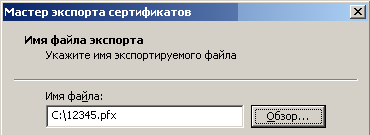 Мастер экспорта сертификатов
Имя файла экспорта
Укажите имя экспортируемого файла
Имя файла:
C:\12345.pfx
Обзор...